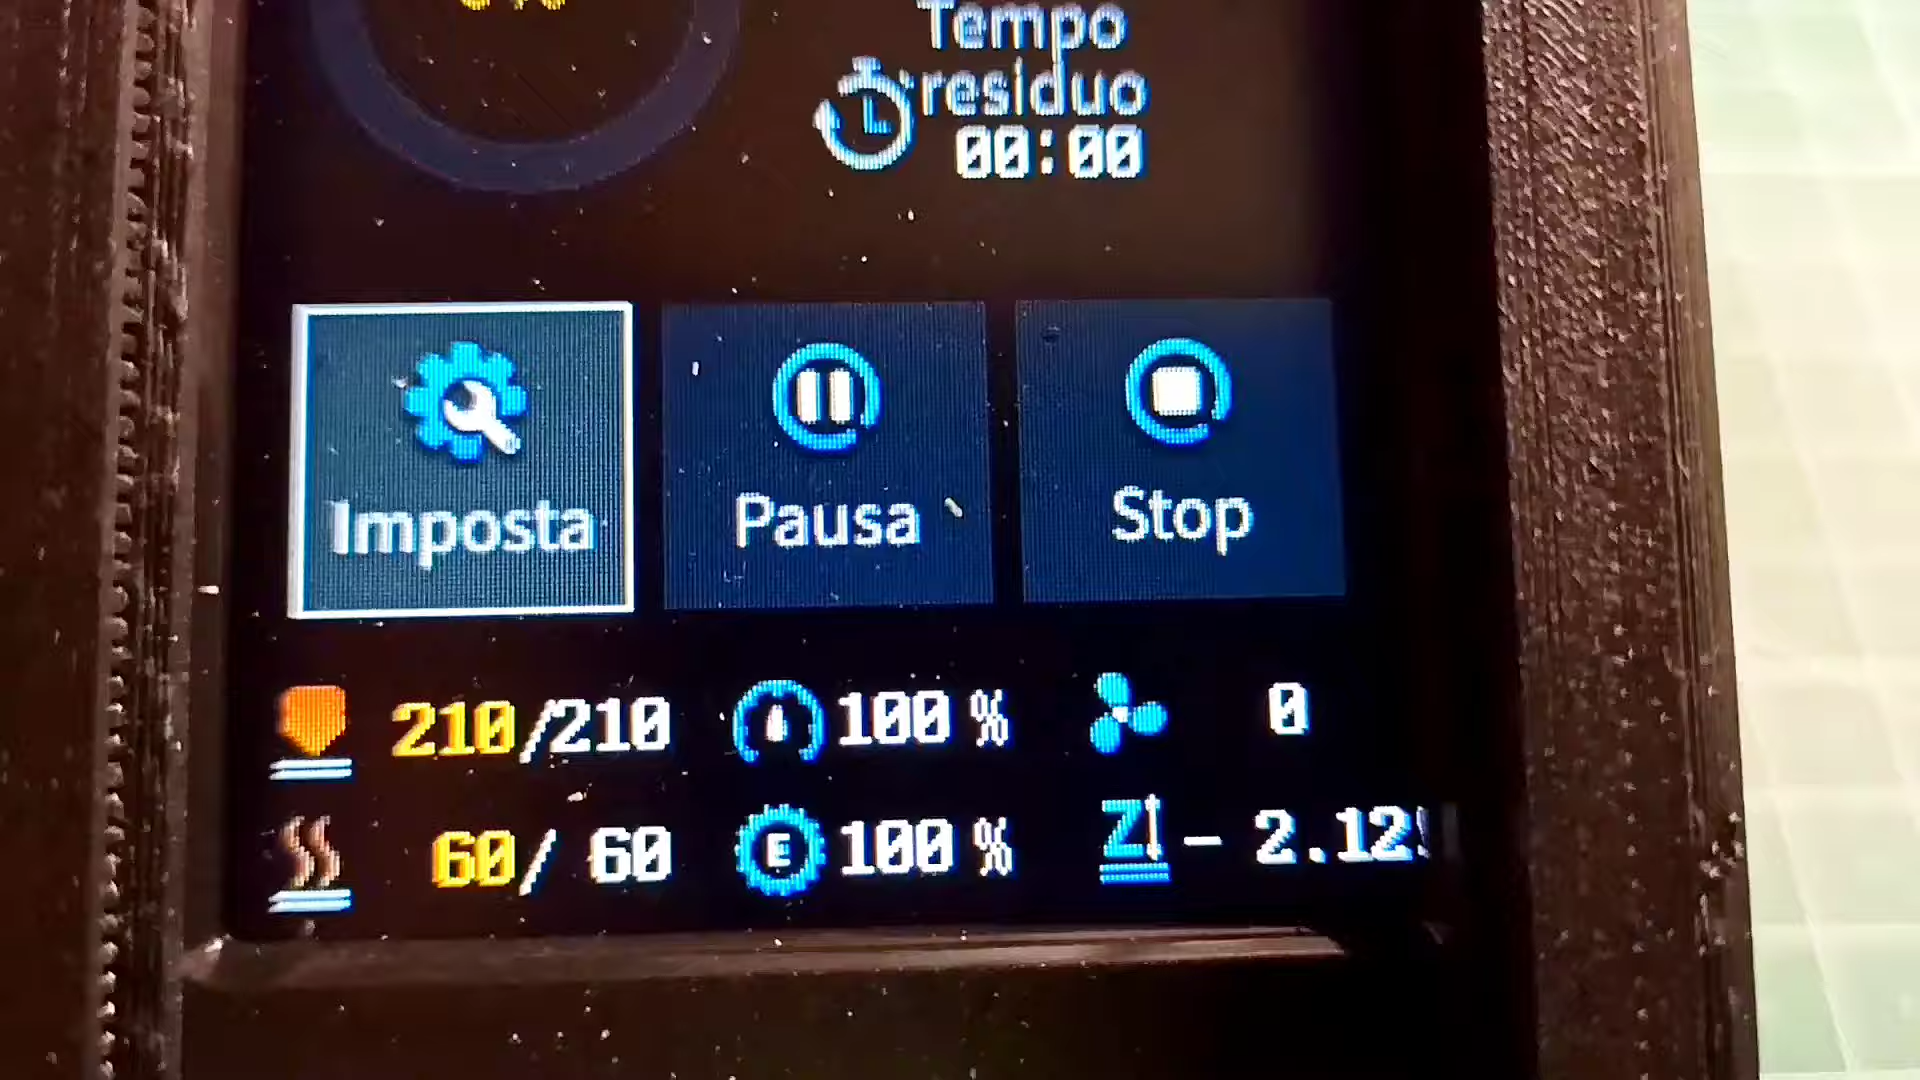 Tempo
residuo
00:00
Imposta
Pausa
Stop
210/210
100 %
0
60/ 60
E
100 %
Z
- 2.12